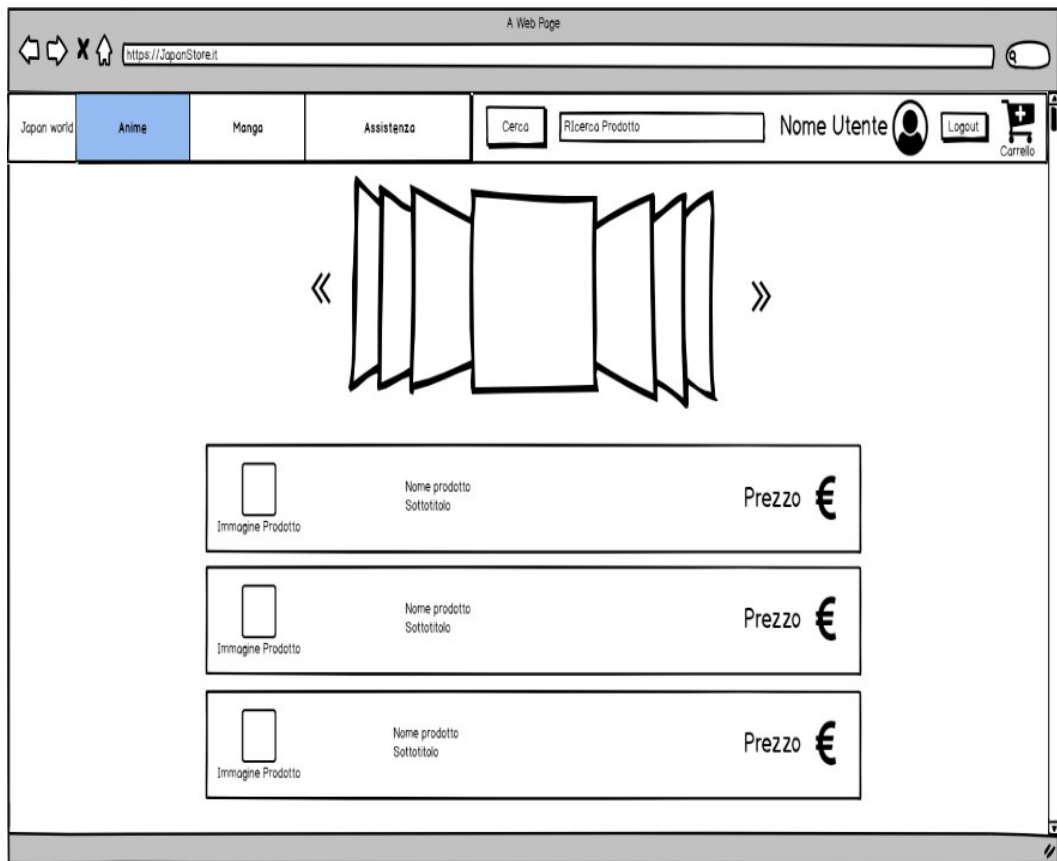 A Web Page
https://JapanStore.it
Japan world
Anime
Manga
Assistenza
Cerca
RIcerca Prodotto
Nome Utente
Logout
Carrello
Immagine Prodotto
Nome prodotto
Sottotitolo
Prezzo €
Immagine Prodotto
Nome prodotto
Sottotitolo
Prezzo €
Immagine Prodotto
Nome prodotto
Sottotitolo
Prezzo €